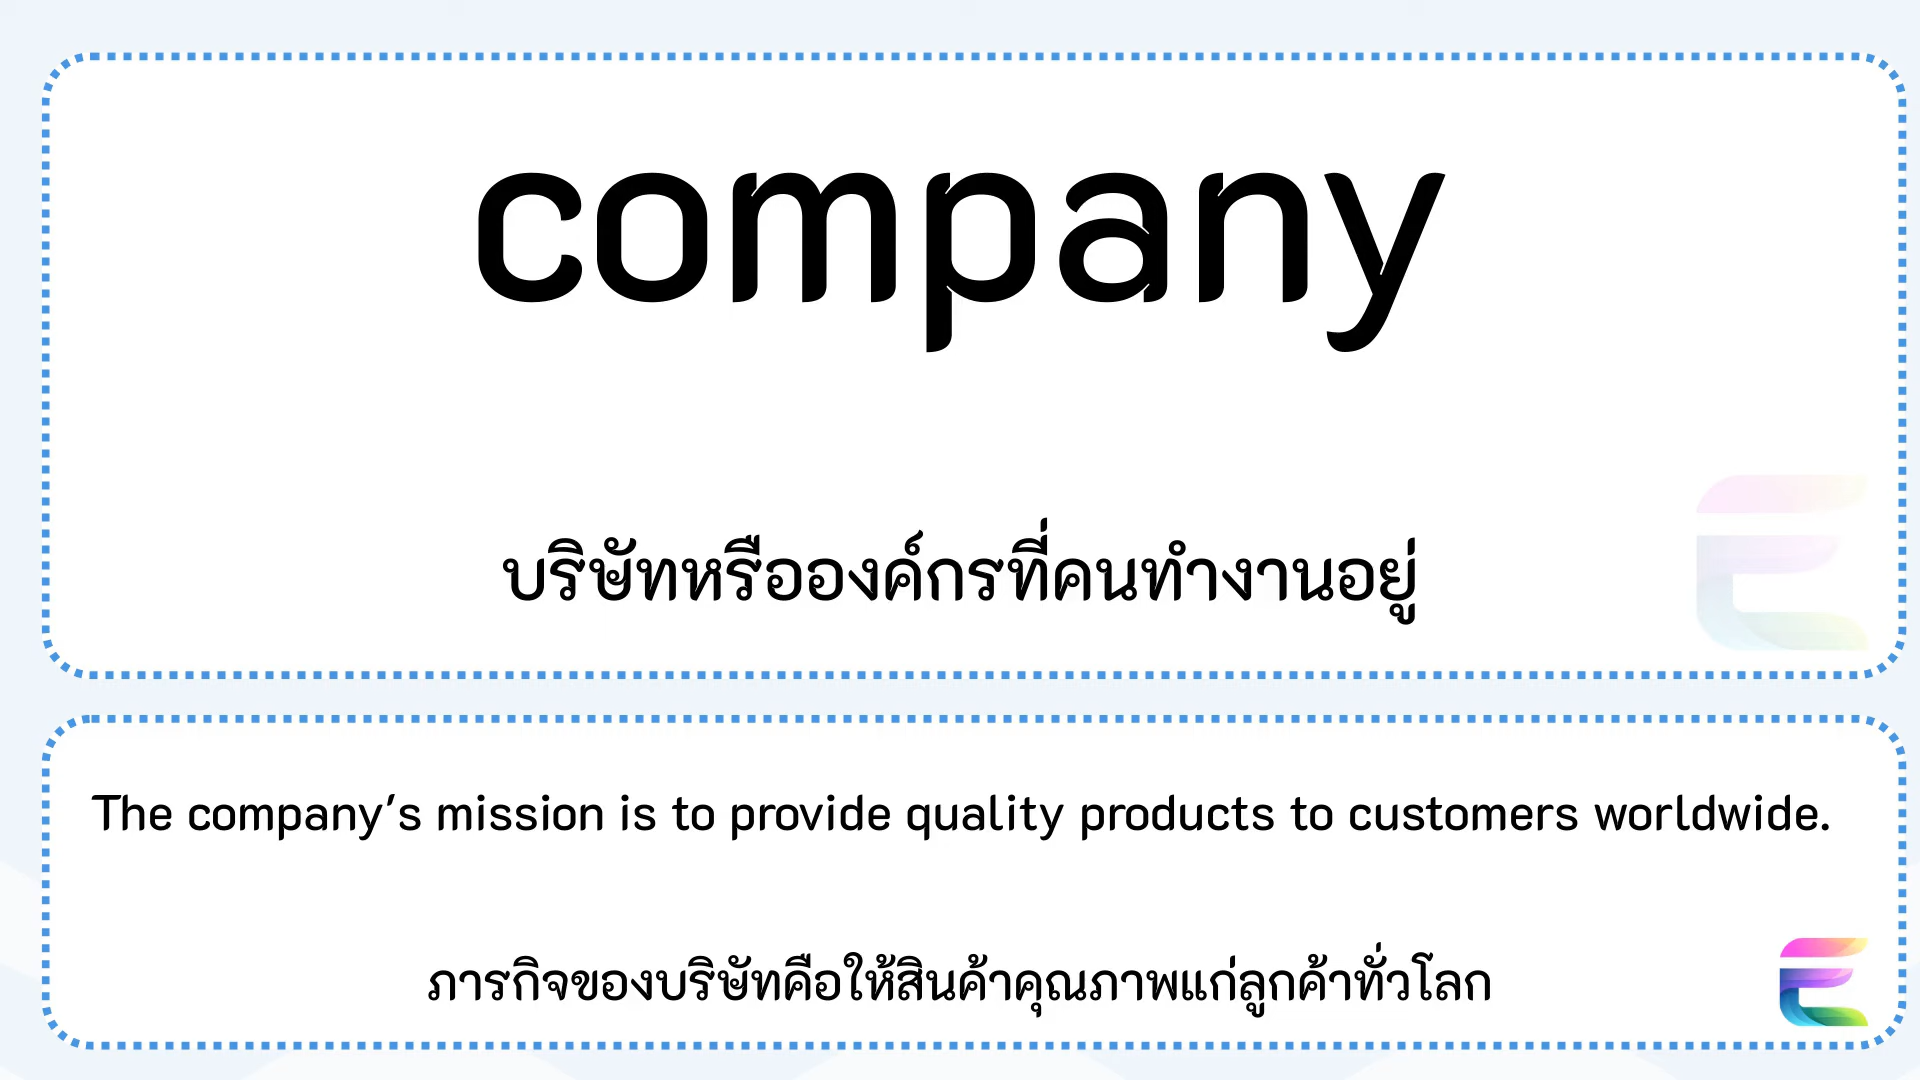 company
บริษัทหรือองค์กรที่คนทำงานอยู่
The company's mission is to provide quality products to customers worldwide.
ภารกิจของบริษัทคือให้สินค้าคุณภาพแก่ลูกค้าทั่วโลก